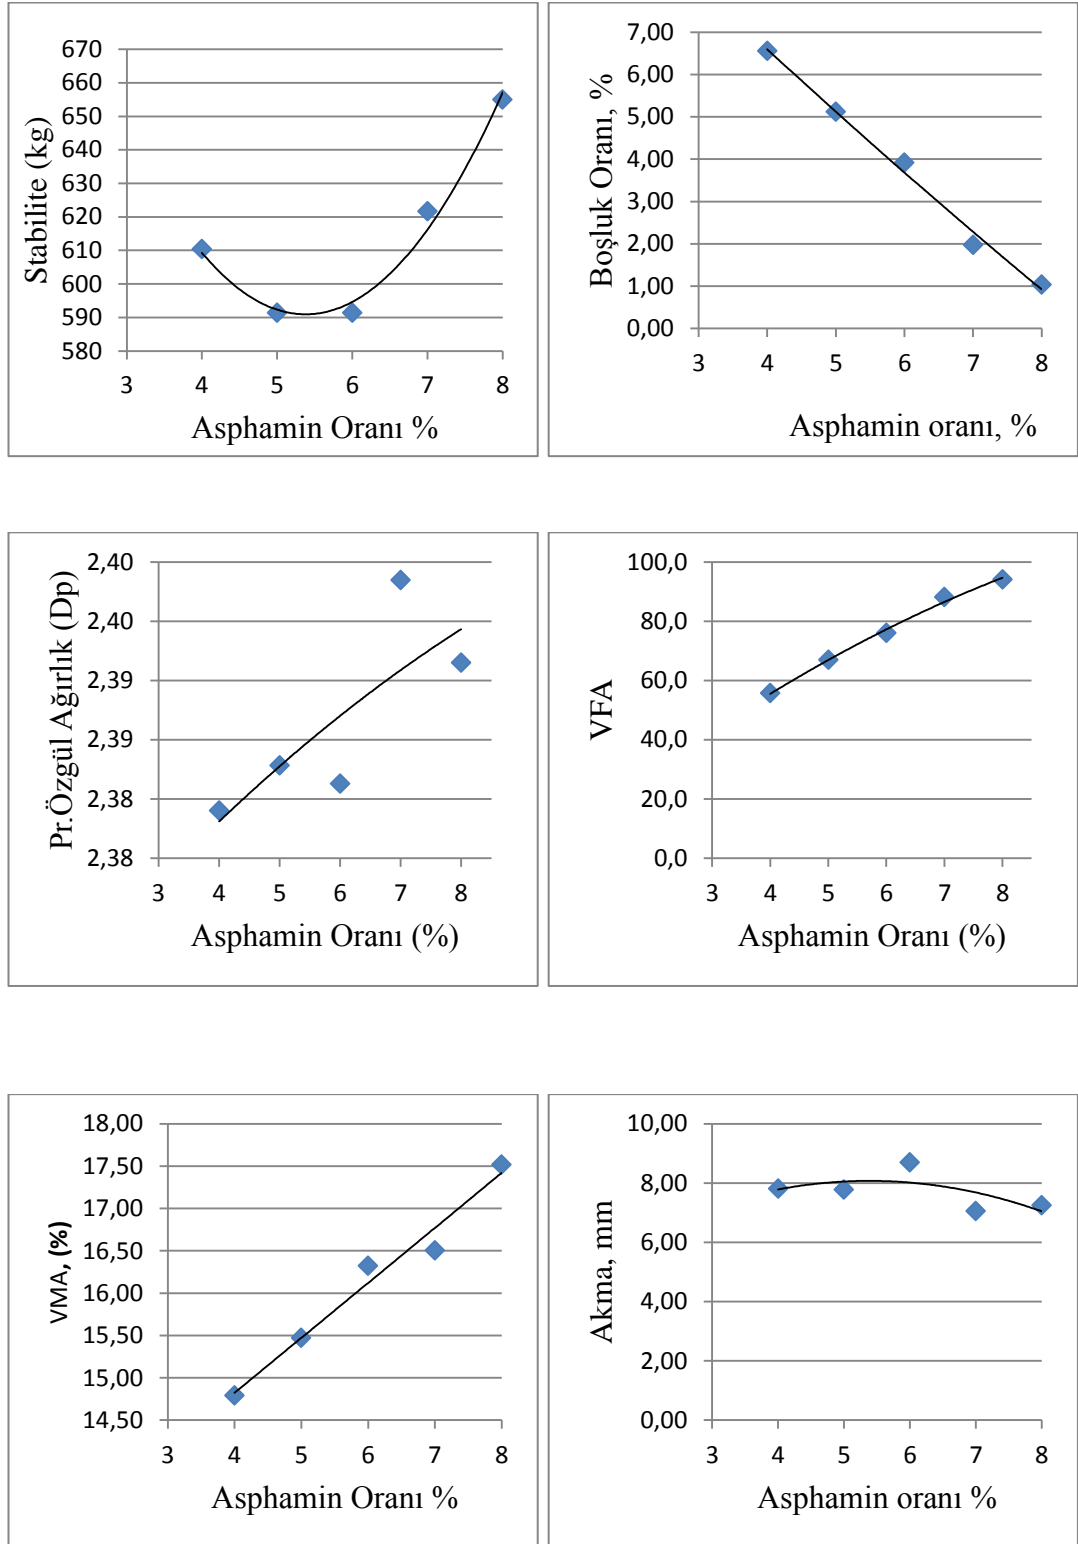 Stabilite (kg)
670
660
650
640
630
620
610
600
590
580
3 4 5 6 7 8
Asphamin Oranı %
Boşluk Oranı, %
7,00
6,00
5,00
4,00
3,00
2,00
1,00
0,00
3 4 5 6 7 8
Asphamin oranı, %
Pr.Özgül Ağırlık (Dp)
2,40
2,40
2,39
2,39
2,38
2,38
3 4 5 6 7 8
Asphamin Oranı (%)
VFA
100,0
80,0
60,0
40,0
20,0
0,0
3 4 5 6 7 8
Asphamin Oranı (%)
VMA, (%)
18,00
17,50
17,00
16,50
16,00
15,50
15,00
14,50
3 4 5 6 7 8
Asphamin Oranı %
Akma, mm
10,00
8,00
6,00
4,00
2,00
0,00
3 4 5 6 7 8
Asphamin oranı %